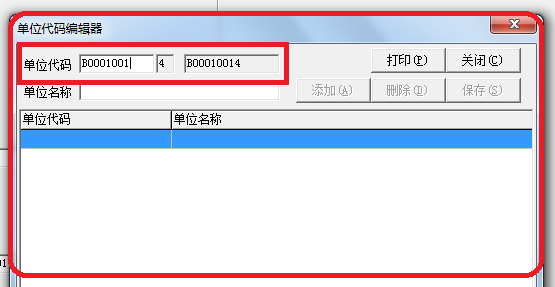 单位代码编辑器
单位代码 B0001001 4 B00010014 打印(P) 关闭(C)
单位名称 添加(A) 删除(D) 保存(S)
单位代码 单位名称
01